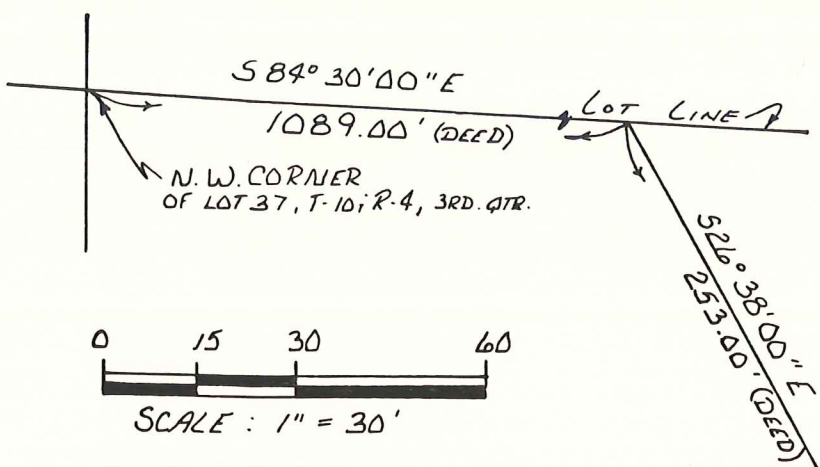 S 84° 30' 00" E
1089.00' (DEED)
LOT LINE
N. W. CORNER
OF LOT 37, T-10; R-4, 3RD. QTR.
S 26° 38' 00" E
253.00' (DEED)
0 15 30 60
SCALE : 1" = 30'